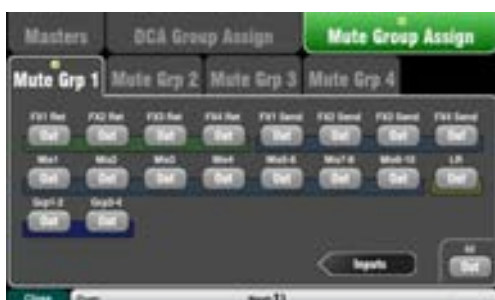 Masters DCA Group Assign Mute Group Assign
Mute Grp 1 Mute Grp 2 Mute Grp 3 Mute Grp 4
FX1 Ret FX2 Ret FX3 Ret FX4 Ret FX1 Send FX2 Send FX3 Send FX4 Send
Out Out Out Out Out Out Out Out
Mix1 Mix2 Mix3 Mix4 Mix5-6 Mix7-8 Mix9-10 LR
Out Out Out Out Out Out Out Out
Grp1-2 Grp3-4
Out Out
All
Inputs Out
Close